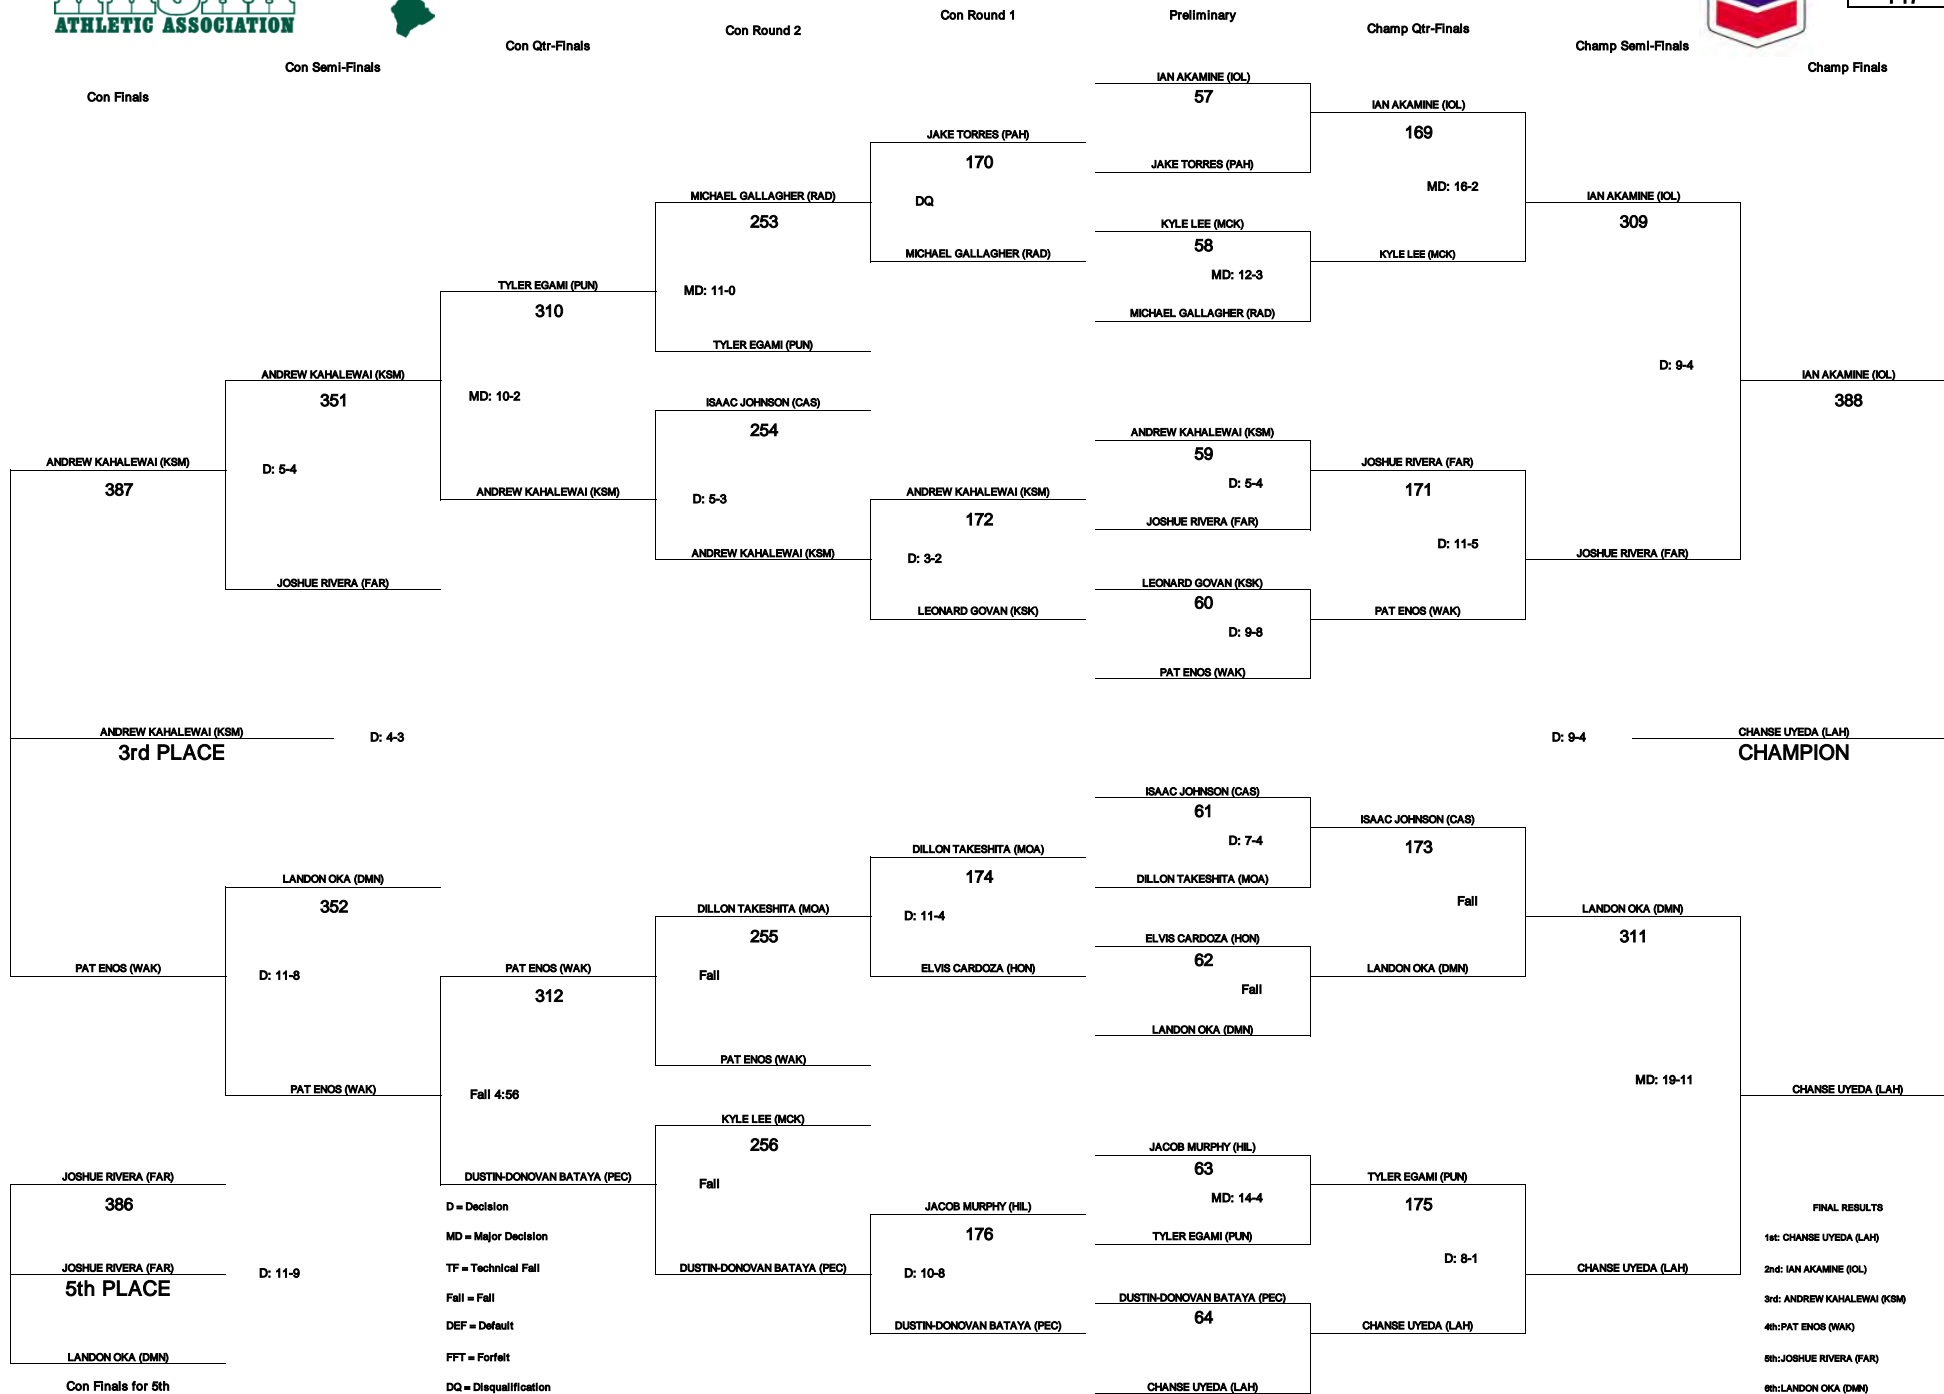 ATHLETIC ASSOCIATION
Con Finals
Con Semi-Finals
Con Qtr-Finals
Con Round 2
Con Round 1
Preliminary
Champ Qtr-Finals
Champ Semi-Finals
Champ Finals
ANDREW KAHALEWAI (KSM)
387
ANDREW KAHALEWAI (KSM)
3rd PLACE
D: 4-3
PAT ENOS (WAK)
JOSHUE RIVERA (FAR)
386
JOSHUE RIVERA (FAR)
5th PLACE
D: 11-9
LANDON OKA (DMN)
Con Finals for 5th
ANDREW KAHALEWAI (KSM)
351
D: 5-4
JOSHUE RIVERA (FAR)
LANDON OKA (DMN)
352
D: 11-8
PAT ENOS (WAK)
TYLER EGAMI (PUN)
310
MD: 10-2
ANDREW KAHALEWAI (KSM)
PAT ENOS (WAK)
312
Fall 4:56
DUSTIN-DONOVAN BATAYA (PEC)
D = Decision
MD = Major Decision
TF = Technical Fall
Fall = Fall
DEF = Default
FFT = Forfeit
DQ = Disqualification
MICHAEL GALLAGHER (RAD)
253
MD: 11-0
TYLER EGAMI (PUN)
ISAAC JOHNSON (CAS)
254
D: 5-3
ANDREW KAHALEWAI (KSM)
DILLON TAKESHITA (MOA)
255
Fall
PAT ENOS (WAK)
KYLE LEE (MCK)
256
Fall
DUSTIN-DONOVAN BATAYA (PEC)
JAKE TORRES (PAH)
170
DQ
MICHAEL GALLAGHER (RAD)
ANDREW KAHALEWAI (KSM)
172
D: 3-2
LEONARD GOVAN (KSK)
DILLON TAKESHITA (MOA)
174
D: 11-4
ELVIS CARDOZA (HON)
JACOB MURPHY (HIL)
176
D: 10-8
DUSTIN-DONOVAN BATAYA (PEC)
IAN AKAMINE (IOL)
57
JAKE TORRES (PAH)
KYLE LEE (MCK)
58
MD: 12-3
MICHAEL GALLAGHER (RAD)
ANDREW KAHALEWAI (KSM)
59
D: 5-4
JOSHUE RIVERA (FAR)
LEONARD GOVAN (KSK)
60
D: 9-8
PAT ENOS (WAK)
ISAAC JOHNSON (CAS)
61
D: 7-4
DILLON TAKESHITA (MOA)
ELVIS CARDOZA (HON)
62
Fall
LANDON OKA (DMN)
JACOB MURPHY (HIL)
63
MD: 14-4
TYLER EGAMI (PUN)
DUSTIN-DONOVAN BATAYA (PEC)
64
CHANSE UYEDA (LAH)
IAN AKAMINE (IOL)
169
MD: 16-2
KYLE LEE (MCK)
JOSHUE RIVERA (FAR)
171
D: 11-5
PAT ENOS (WAK)
ISAAC JOHNSON (CAS)
173
Fall
LANDON OKA (DMN)
TYLER EGAMI (PUN)
175
D: 8-1
CHANSE UYEDA (LAH)
IAN AKAMINE (IOL)
309
D: 9-4
JOSHUE RIVERA (FAR)
LANDON OKA (DMN)
311
MD: 19-11
CHANSE UYEDA (LAH)
IAN AKAMINE (IOL)
388
D: 9-4
CHANSE UYEDA (LAH)
CHAMPION
CHANSE UYEDA (LAH)
FINAL RESULTS
1st: CHANSE UYEDA (LAH)
2nd: IAN AKAMINE (IOL)
3rd: ANDREW KAHALEWAI (KSM)
4th:PAT ENOS (WAK)
5th:JOSHUE RIVERA (FAR)
6th:LANDON OKA (DMN)